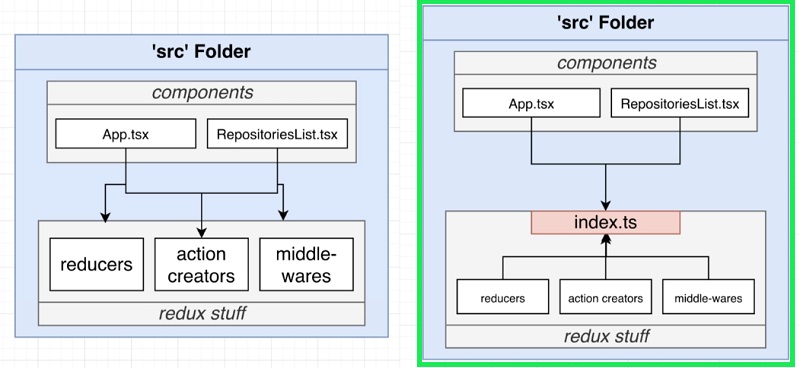 'src' Folder
components
App.tsx
RepositoriesList.tsx
reducers
action
creators
middle-
wares
redux stuff
'src' Folder
components
App.tsx
RepositoriesList.tsx
index.ts
reducers
action creators
middle-wares
redux stuff